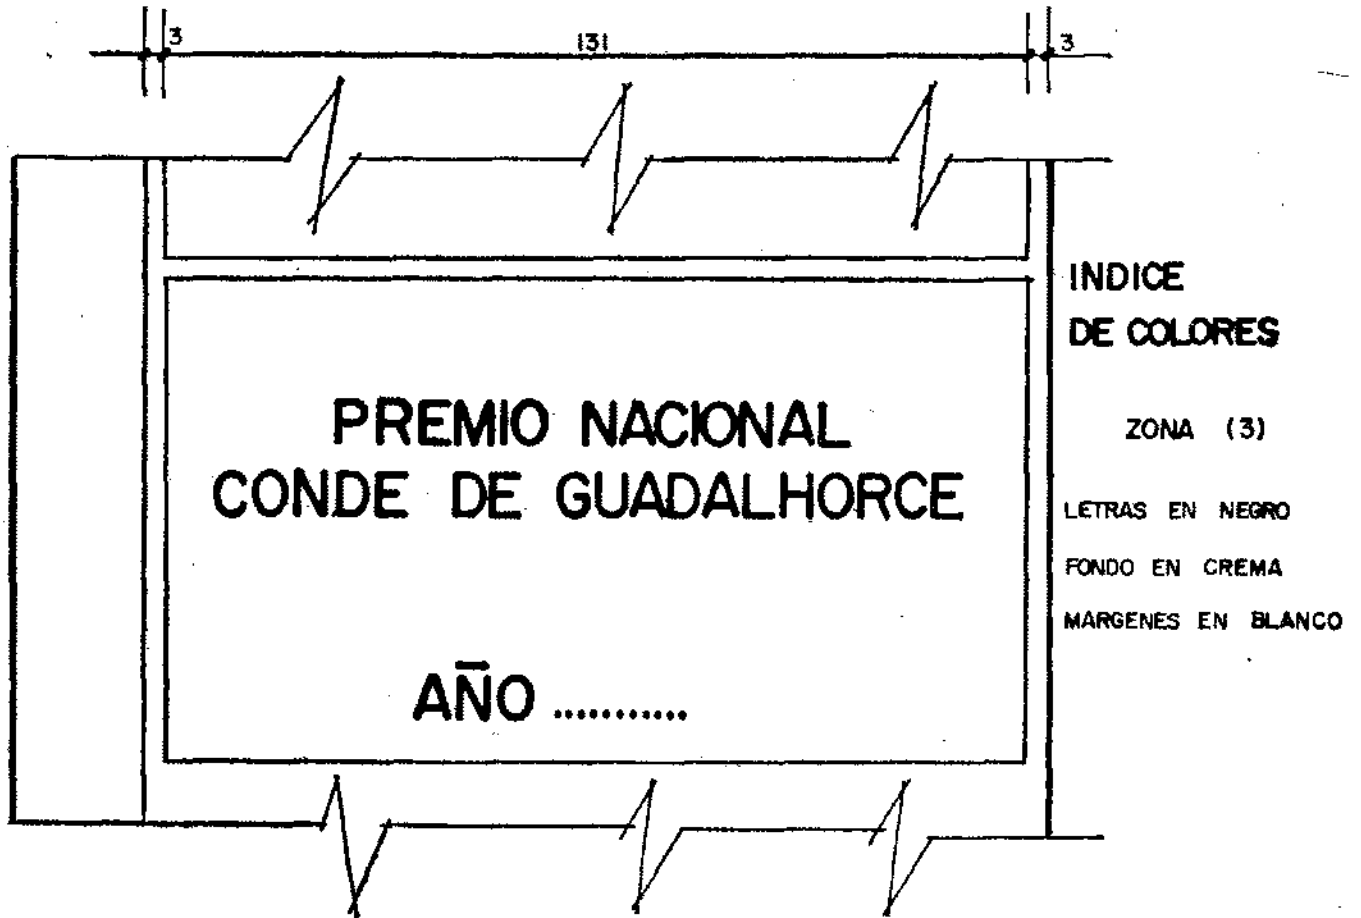 3 131 3
INDICE
DE COLORES
PREMIO NACIONAL
CONDE DE GUADALHORCE
ZONA (3)
LETRAS EN NEGRO
FONDO EN CREMA
MARGENES EN BLANCO
AÑO ...........